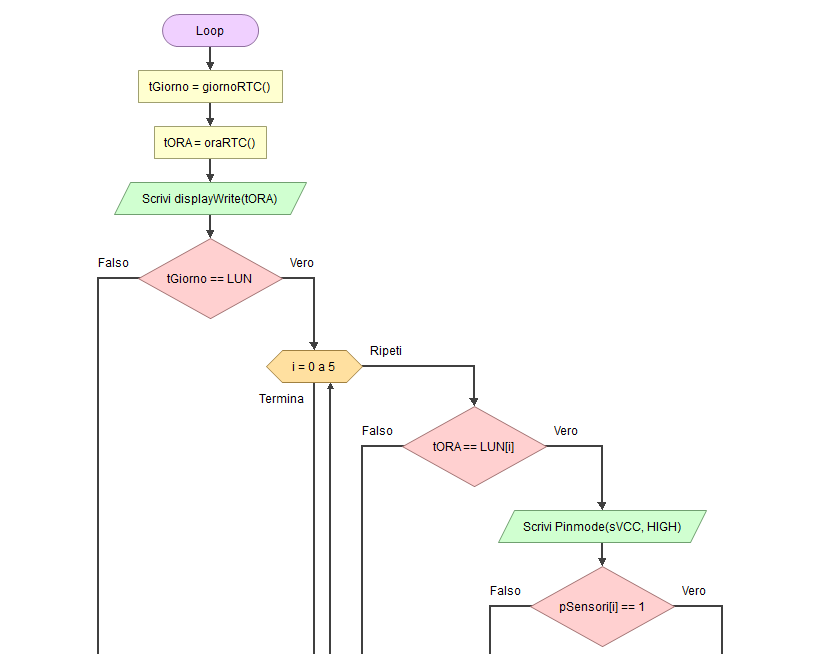 Loop
tGiorno = giornoRTC()
tORA = oraRTC()
Scrivi displayWrite(tORA)
Falso
Vero
tGiorno == LUN
Ripeti
i = 0 a 5
Termina
Falso
Vero
tORA == LUN[i]
Scrivi Pinmode(sVCC, HIGH)
Falso
Vero
pSensori[i] == 1